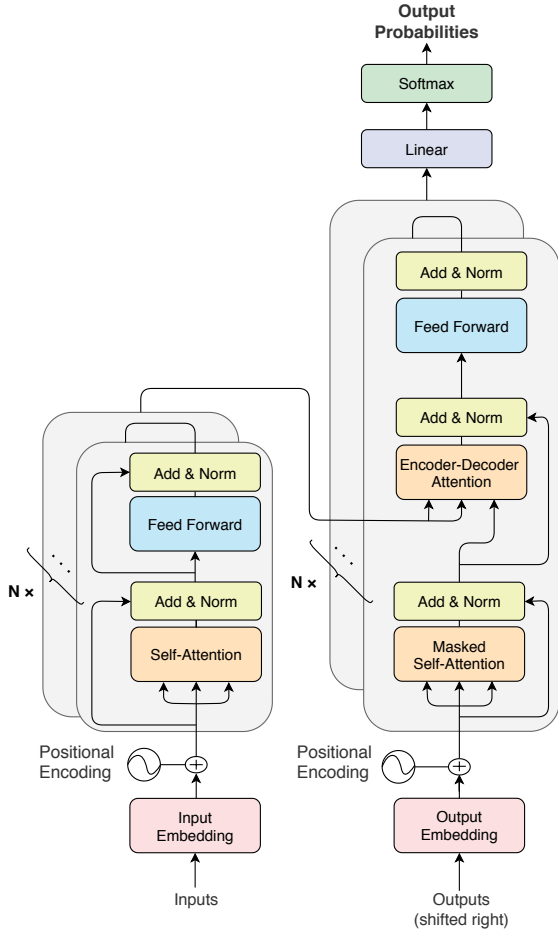 Output
Probabilities
Softmax
Linear
Add & Norm
Feed Forward
Add & Norm
Encoder-Decoder
Attention
Add & Norm
Feed Forward
N ×
Add & Norm
Self-Attention
N ×
Add & Norm
Masked
Self-Attention
Positional
Encoding
Positional
Encoding
Input
Embedding
Output
Embedding
Inputs
Outputs
(shifted right)